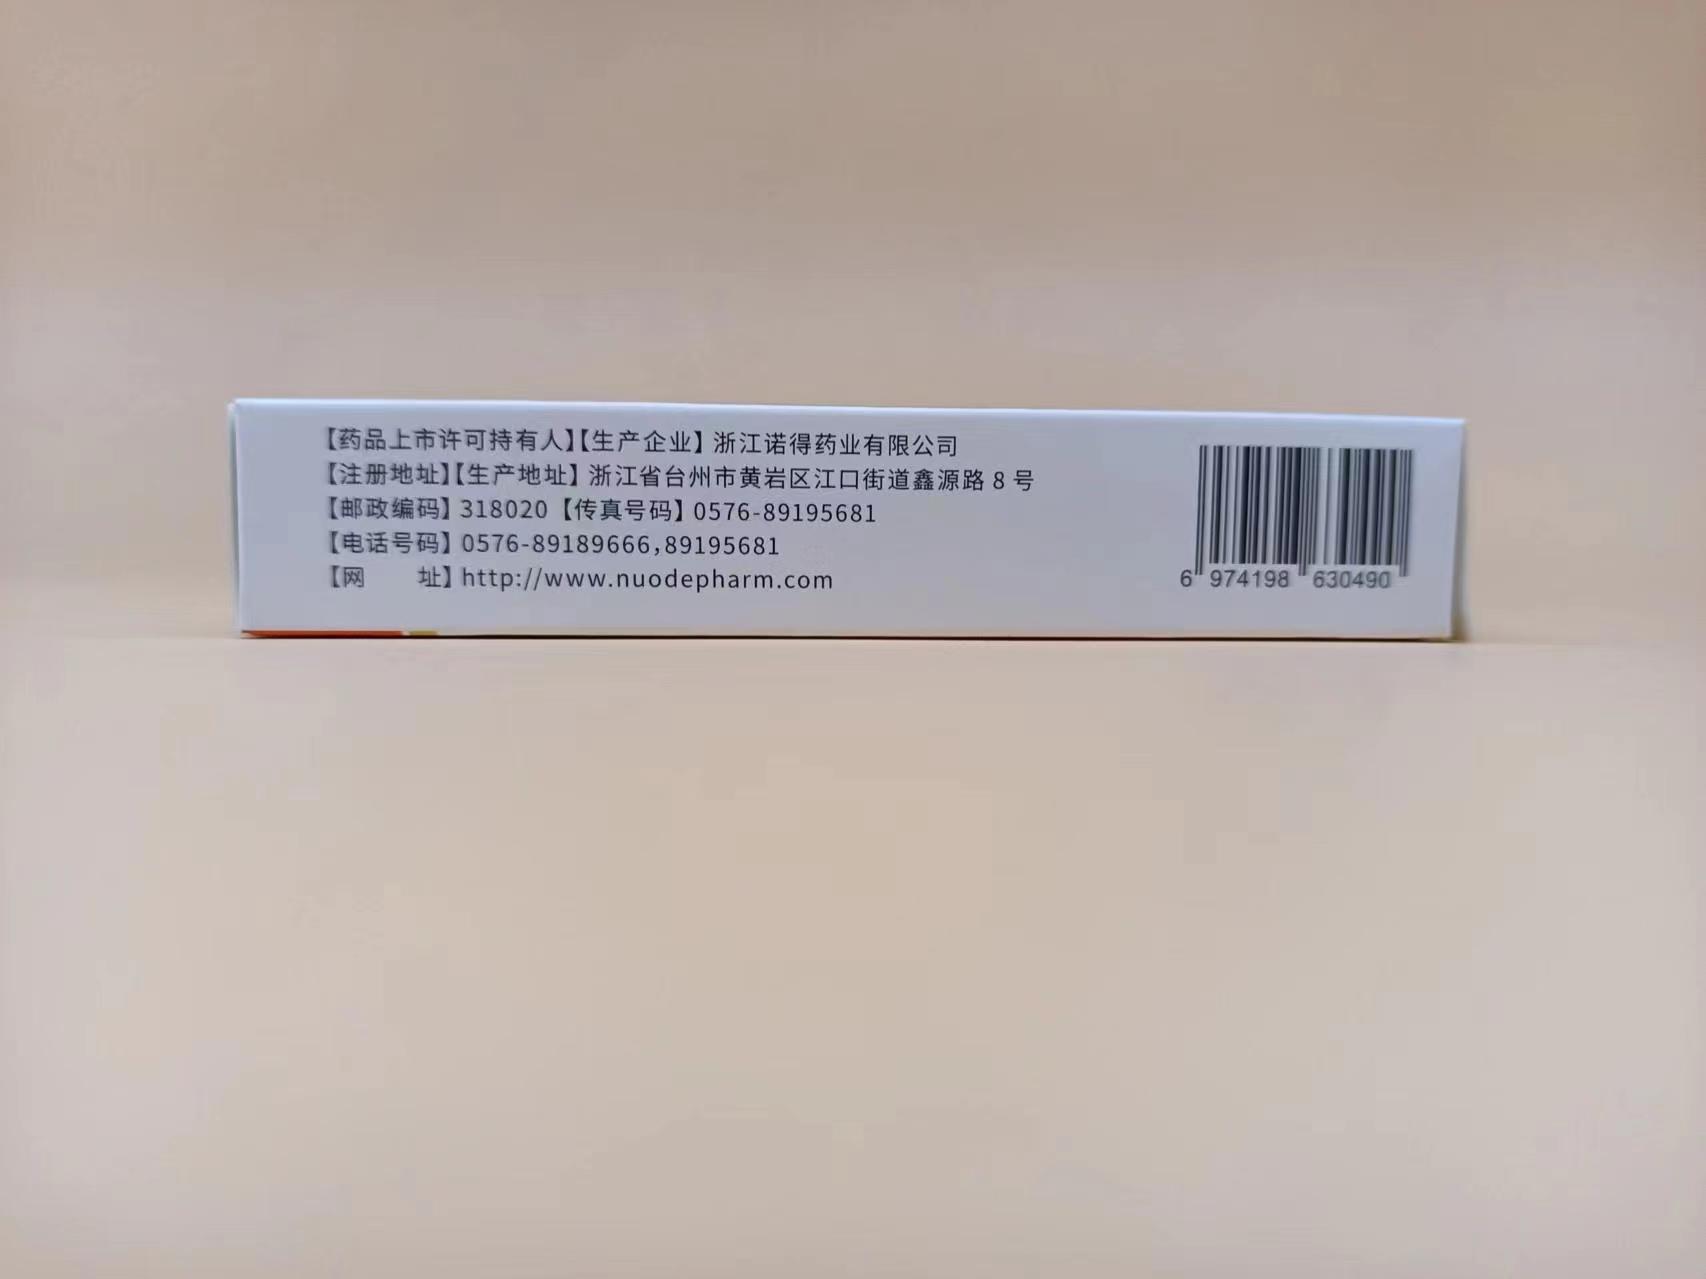 【药品上市许可持有人】【生产企业】浙江诺得药业有限公司
【注册地址】【生产地址】浙江省台州市黄岩区江口街道鑫源路 8 号
【邮政编码】318020【传真号码】0576-89195681
【电话号码】0576-89189666,89195681
【网 址】http://www.nuodepharm.com
6 974198 630490